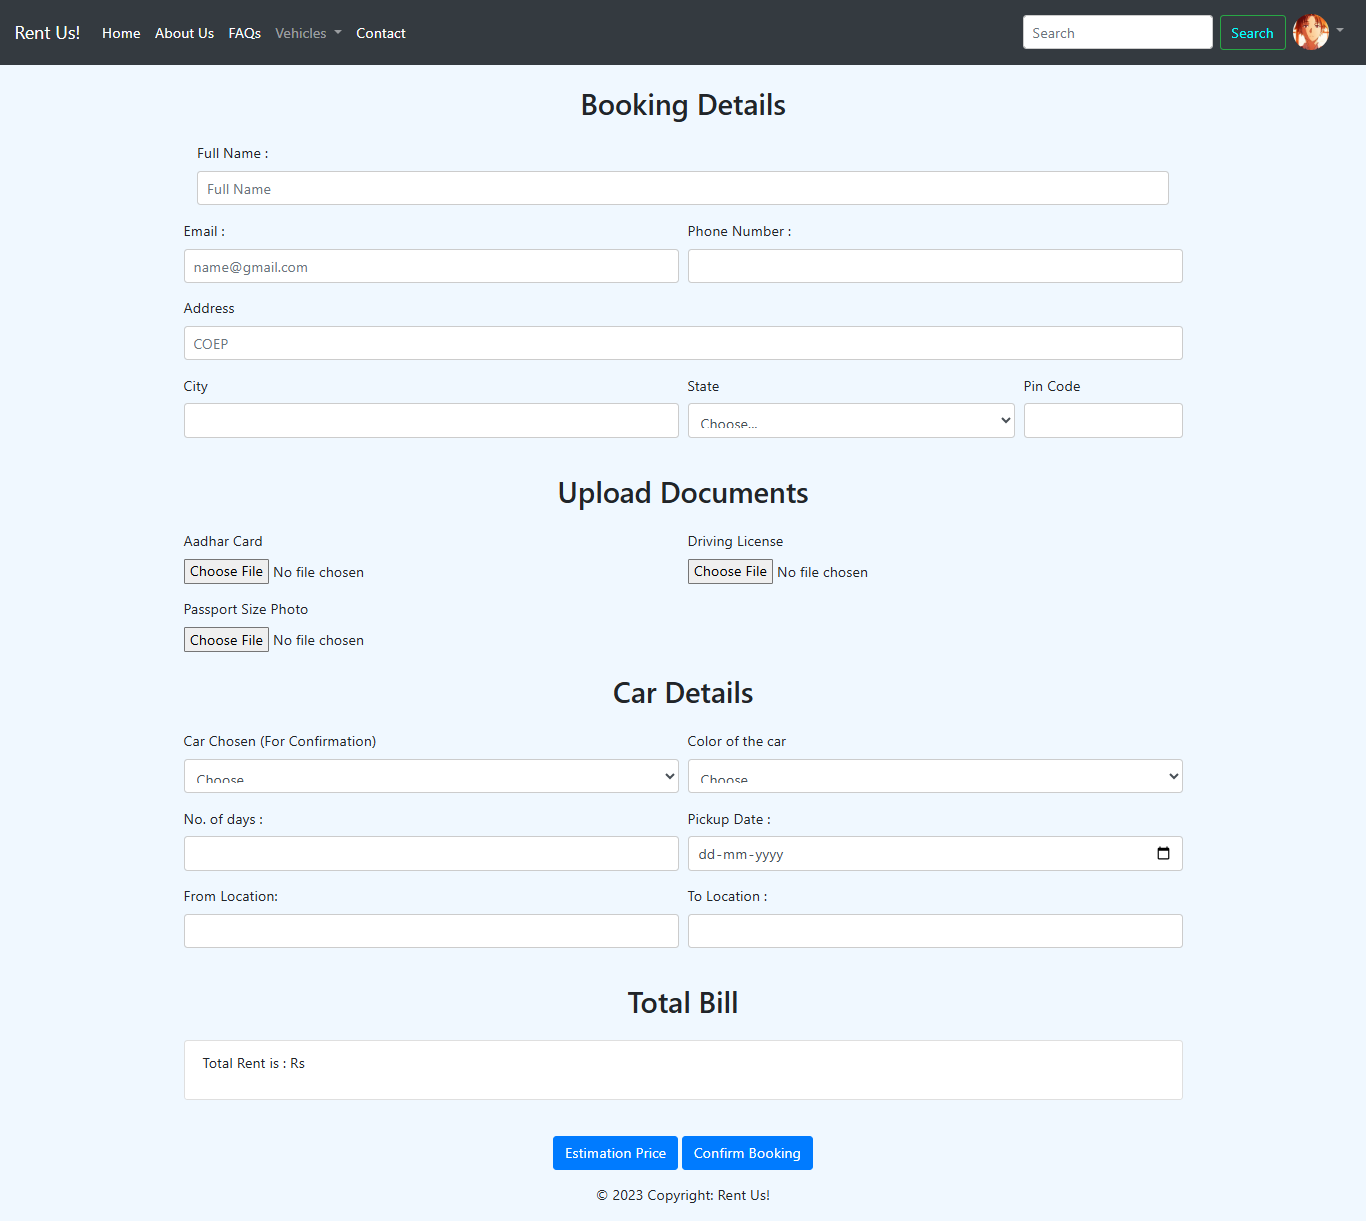 Rent Us! Home About Us FAQs Vehicles Contact Search Search
Booking Details
Full Name :
Full Name
Email : Phone Number :
name@gmail.com
Address
COEP
City State Pin Code
Choose...
Upload Documents
Aadhar Card Driving License
Choose File No file chosen Choose File No file chosen
Passport Size Photo
Choose File No file chosen
Car Details
Car Chosen (For Confirmation) Color of the car
Choose Choose
No. of days : Pickup Date :
dd-mm-yyyy
From Location: To Location :
Total Bill
Total Rent is : Rs
Estimation Price Confirm Booking
© 2023 Copyright: Rent Us!